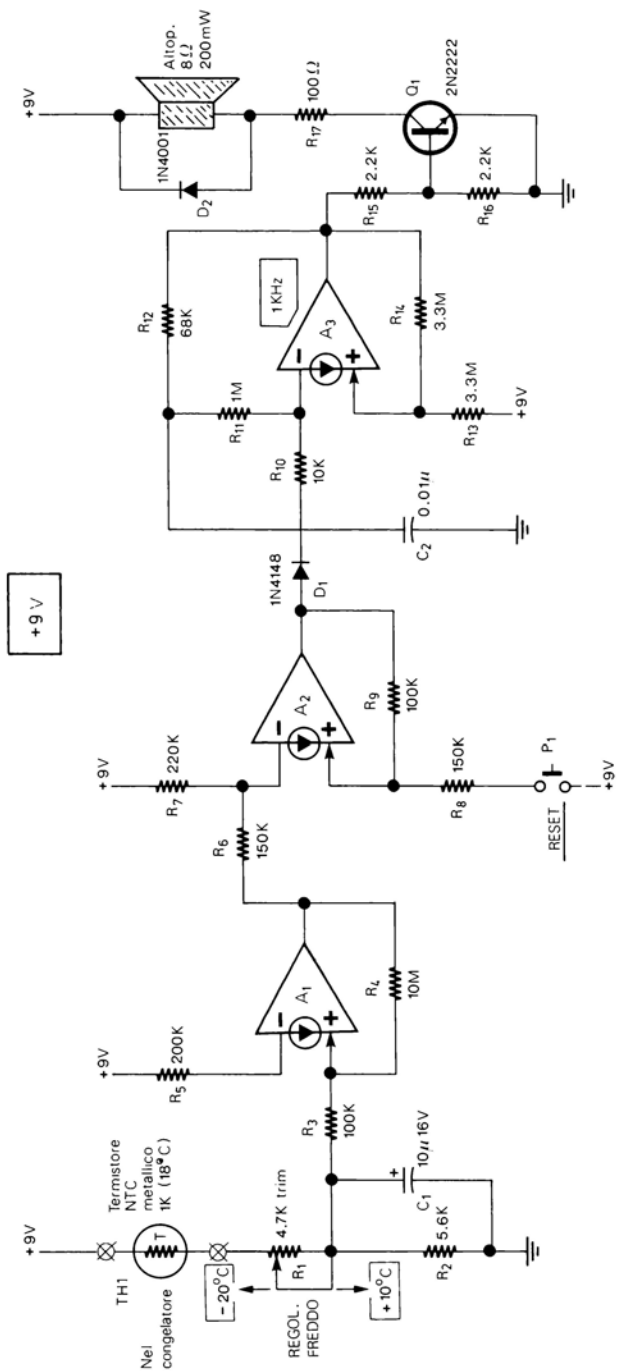 +9V
TH1
Nel
congelatore
Termistore
NTC
metallico
1K (18°C)
T
-20°C
REGOL.
FREDDO
+10°C
4.7K trim
R1
R2
5.6K
+
10µ 16V
C1
R3
100K
+9V
R5
200K
-
+
A1
R4
10M
R6
150K
+9V
R7
220K
-
+
A2
R9
100K
R8
150K
P1
RESET
+9V
+9V
1N4148
D1
R10
10K
R11
1M
R12
68K
C2
0.01µ
-
+
A3
1KHz
R14
3.3M
R13
3.3M
+9V
R15
2.2K
R16
2.2K
+9V
1N4001
D2
Altop.
8Ω
200mW
R17
100Ω
Q1
2N2222